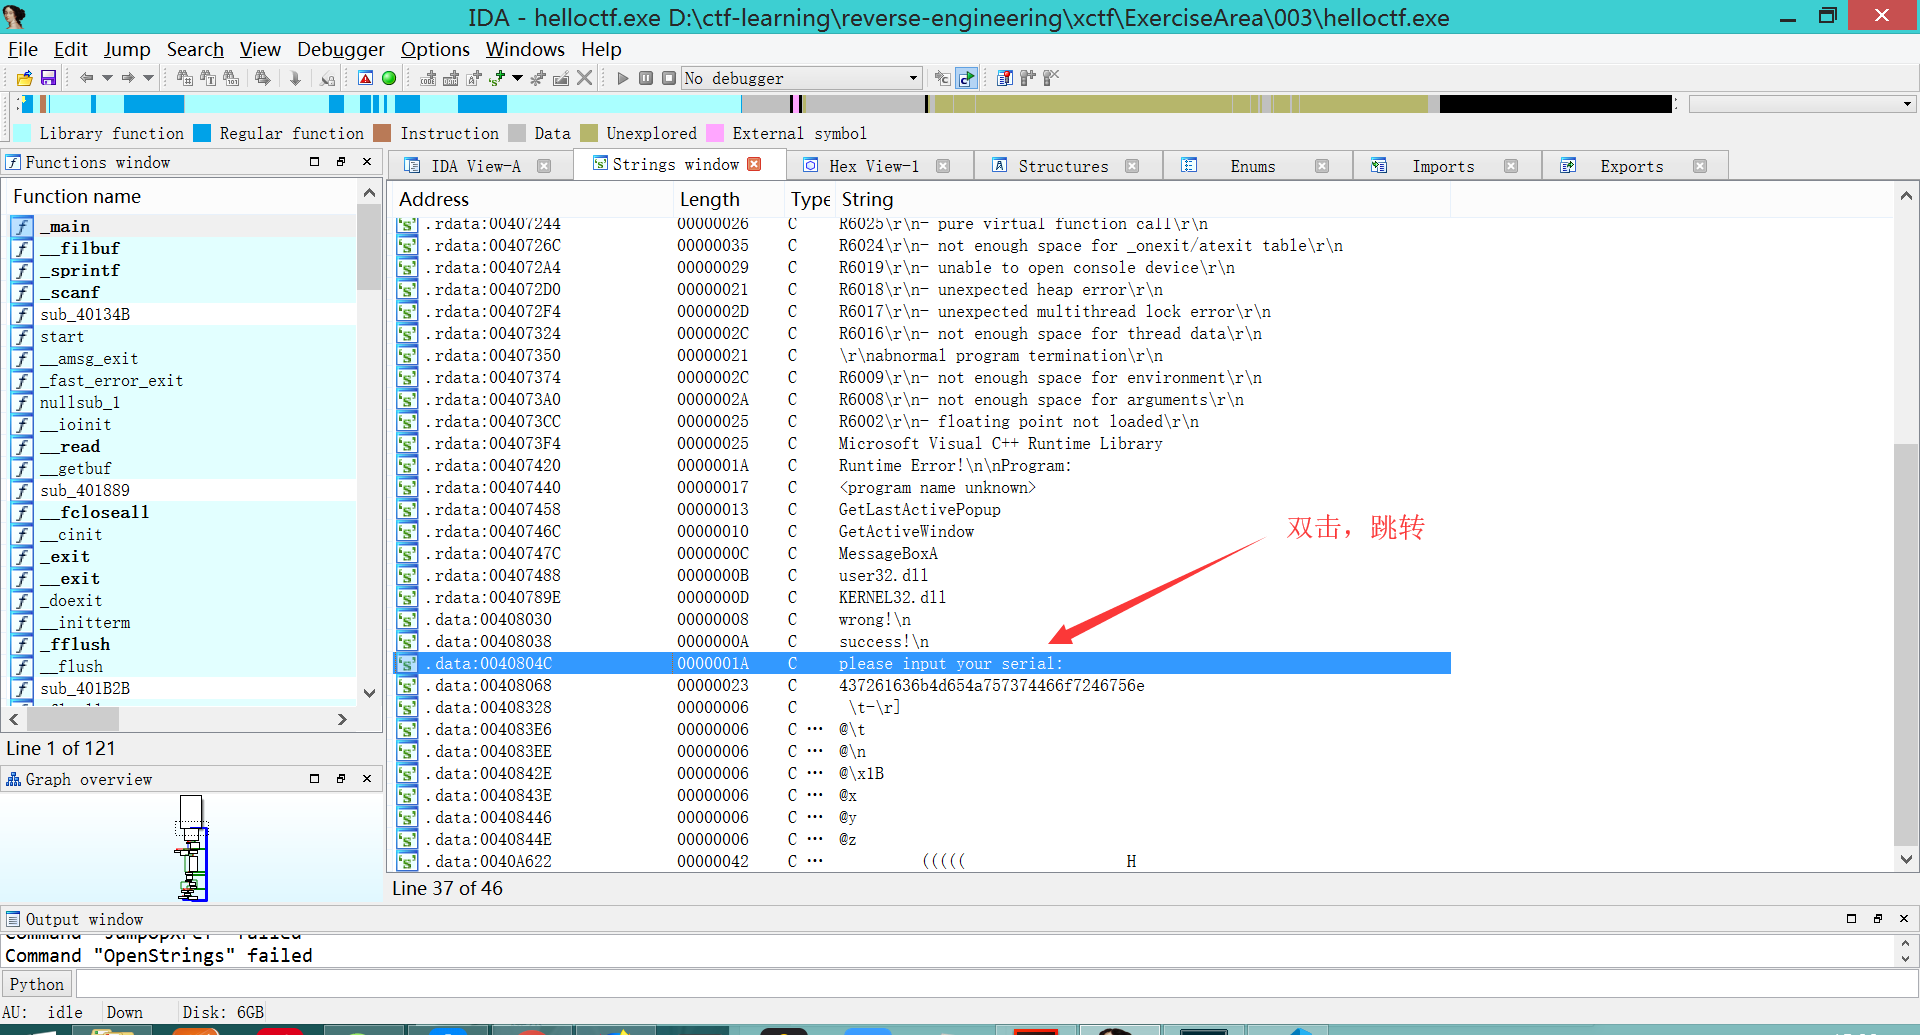 IDA - helloctf.exe D:\ctf-learning\reverse-engineering\xctf\ExerciseArea\003\helloctf.exe
File Edit Jump Search View Debugger Options Windows Help
No debugger
Library function Regular function Instruction Data Unexplored External symbol
Functions window
IDA View-A Strings window Hex View-1 Structures Enums Imports Exports
Function name
_main
__filbuf
_sprintf
_scanf
sub_40134B
start
__amsg_exit
_fast_error_exit
nullsub_1
__ioinit
__read
__getbuf
sub_401889
__fcloseall
__cinit
_exit
__exit
_doexit
__initterm
_fflush
__flush
sub_401B2B
Line 1 of 121
Graph overview
Address Length Type String
.rdata:00407244 00000026 C R6025\r\n- pure virtual function call\r\n
.rdata:0040726C 00000035 C R6024\r\n- not enough space for _onexit/atexit table\r\n
.rdata:004072A4 00000029 C R6019\r\n- unable to open console device\r\n
.rdata:004072D0 00000021 C R6018\r\n- unexpected heap error\r\n
.rdata:004072F4 0000002D C R6017\r\n- unexpected multithread lock error\r\n
.rdata:00407324 0000002C C R6016\r\n- not enough space for thread data\r\n
.rdata:00407350 00000021 C \r\nabnormal program termination\r\n
.rdata:00407374 0000002C C R6009\r\n- not enough space for environment\r\n
.rdata:004073A0 0000002A C R6008\r\n- not enough space for arguments\r\n
.rdata:004073CC 00000025 C R6002\r\n- floating point not loaded\r\n
.rdata:004073F4 00000025 C Microsoft Visual C++ Runtime Library
.rdata:00407420 0000001A C Runtime Error!\n\nProgram:
.rdata:00407440 00000017 C <program name unknown>
.rdata:00407458 00000013 C GetLastActivePopup
.rdata:0040746C 00000010 C GetActiveWindow
.rdata:0040747C 0000000C C MessageBoxA
.rdata:00407488 0000000B C user32.dll
.rdata:0040789E 0000000D C KERNEL32.dll
.data:00408030 00000008 C wrong!\n
.data:00408038 0000000A C success!\n
.data:0040804C 0000001A C please input your serial:
.data:00408068 00000023 C 437261636b4d654a757374466f7246756e
.data:00408328 00000006 C \t-\r]
.data:004083E6 00000006 C ··· @\t
.data:004083EE 00000006 C ··· @\n
.data:0040842E 00000006 C ··· @\x1B
.data:0040843E 00000006 C ··· @x
.data:00408446 00000006 C ··· @y
.data:0040844E 00000006 C ··· @z
.data:0040A622 00000042 C ··· ((((( H
双击，跳转
Line 37 of 46
Output window
Command "JumpOpXref" failed
Command "OpenStrings" failed
Python
AU: idle Down Disk: 6GB